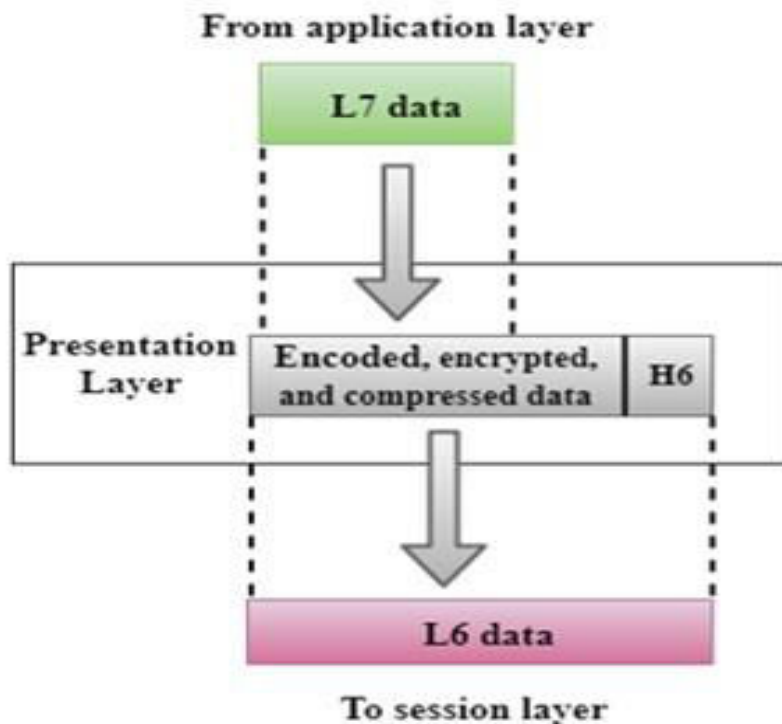 From application layer
L7 data
Presentation
Layer
Encoded, encrypted,
and compressed data
H6
L6 data
To session layer